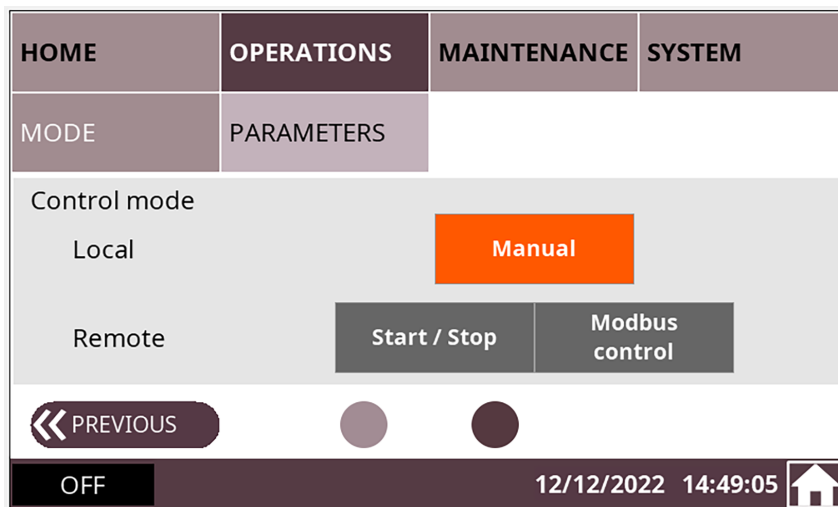 HOME OPERATIONS MAINTENANCE SYSTEM
MODE PARAMETERS
Control mode
Local Manual
Remote Start / Stop Modbus
control
PREVIOUS
OFF 12/12/2022 14:49:05